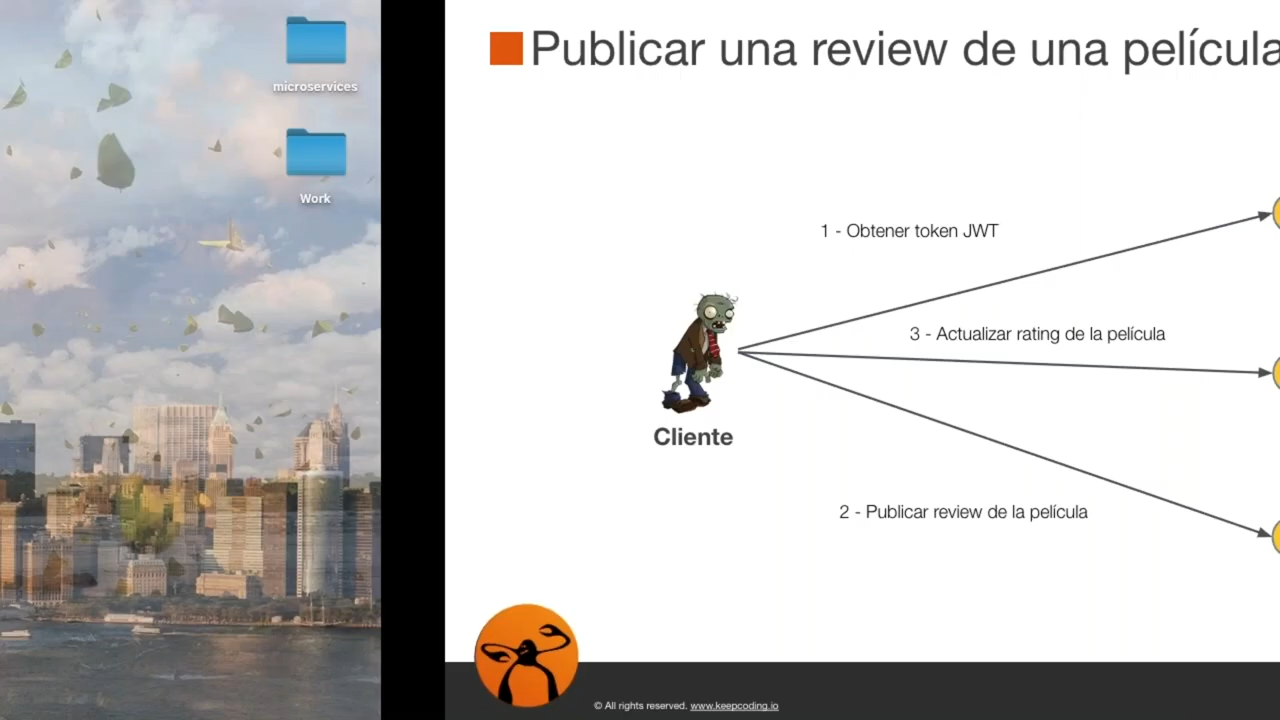 microservices
Work
Publicar una review de una película
1 - Obtener token JWT
3 - Actualizar rating de la película
Cliente
2 - Publicar review de la película
© All rights reserved. www.keepcoding.io